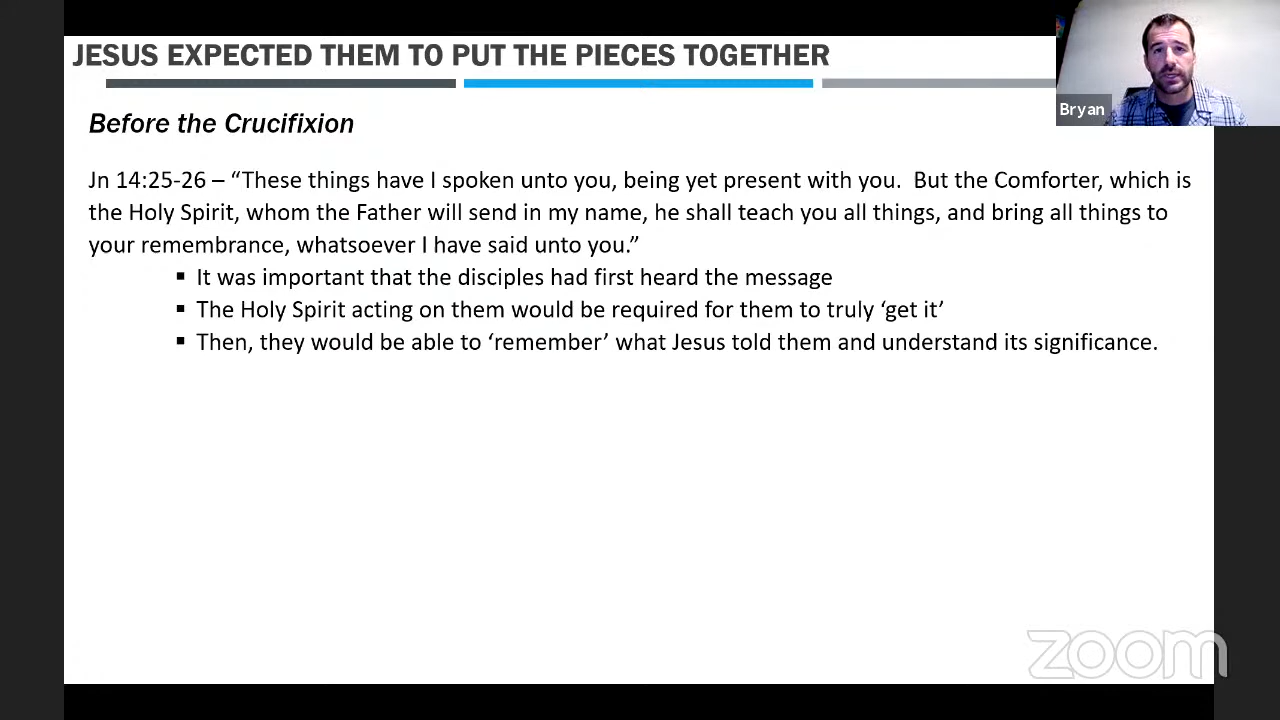 JESUS EXPECTED THEM TO PUT THE PIECES TOGETHER
Bryan
Before the Crucifixion
Jn 14:25-26 – “These things have I spoken unto you, being yet present with you.  But the Comforter, which is
the Holy Spirit, whom the Father will send in my name, he shall teach you all things, and bring all things to
your remembrance, whatsoever I have said unto you.”
▪ It was important that the disciples had first heard the message
▪ The Holy Spirit acting on them would be required for them to truly ‘get it’
▪ Then, they would be able to ‘remember’ what Jesus told them and understand its significance.
zoom